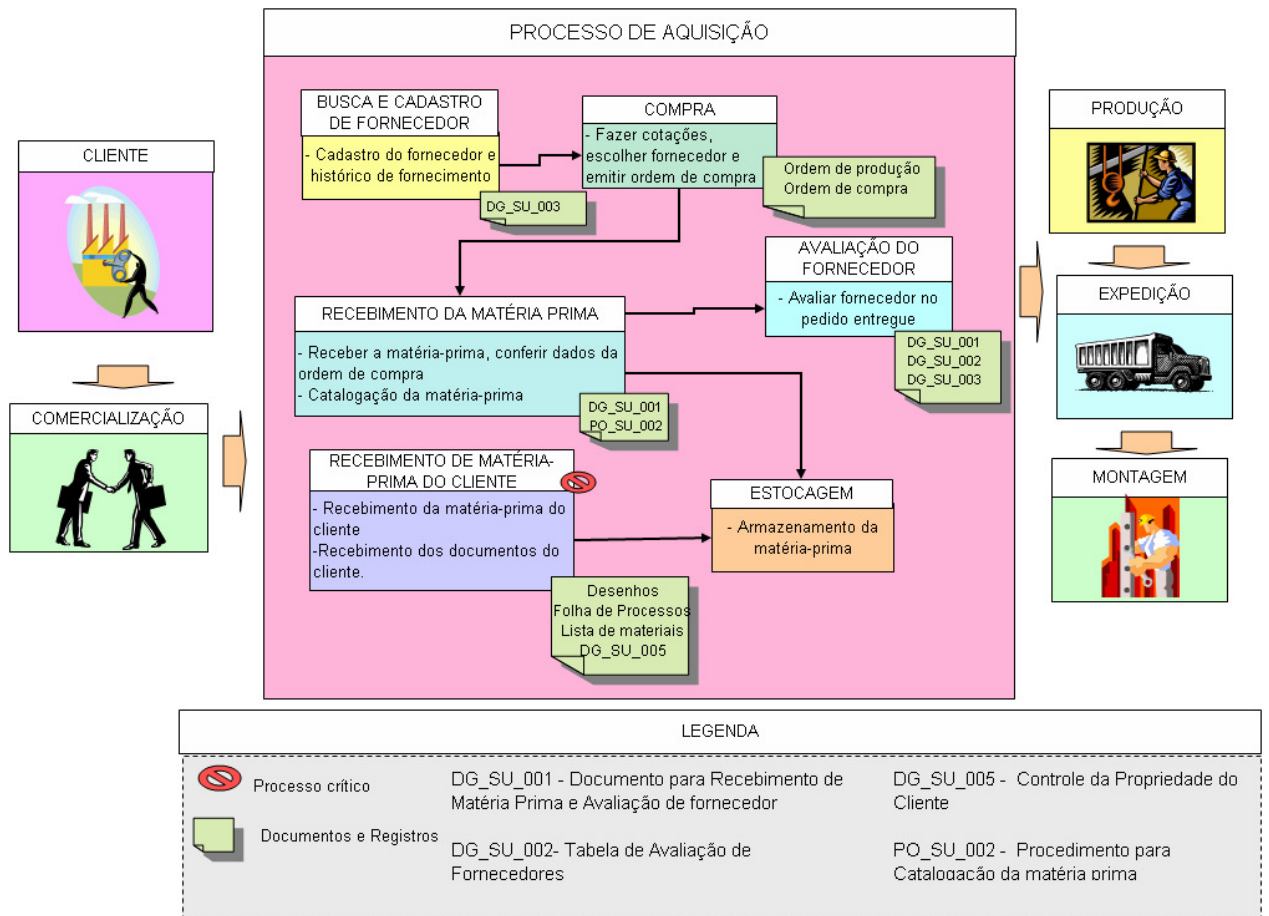 PROCESSO DE AQUISIÇÃO
CLIENTE
COMERCIALIZAÇÃO
BUSCA E CADASTRO
DE FORNECEDOR
- Cadastro do fornecedor e
histórico de fornecimento
DG_SU_003
COMPRA
- Fazer cotações,
escolher fornecedor e
emitir ordem de compra
Ordem de produção
Ordem de compra
RECEBIMENTO DA MATÉRIA PRIMA
- Receber a matéria-prima, conferir dados da
ordem de compra
- Catalogação da matéria-prima
DG_SU_001
PO_SU_002
AVALIAÇÃO DO
FORNECEDOR
- Avaliar fornecedor no
pedido entregue
DG_SU_001
DG_SU_002
DG_SU_003
RECEBIMENTO DE MATÉRIA-
PRIMA DO CLIENTE
- Recebimento da matéria-prima do
cliente
-Recebimento dos documentos do
cliente.
Desenhos
Folha de Processos
Lista de materiais
DG_SU_005
ESTOCAGEM
- Armazenamento da
matéria-prima
PRODUÇÃO
EXPEDIÇÃO
MONTAGEM
LEGENDA
Processo crítico
Documentos e Registros
DG_SU_001 - Documento para Recebimento de
Matéria Prima e Avaliação de fornecedor
DG_SU_002- Tabela de Avaliação de
Fornecedores
DG_SU_005 - Controle da Propriedade do
Cliente
PO_SU_002 - Procedimento para
Catalogação da matéria prima